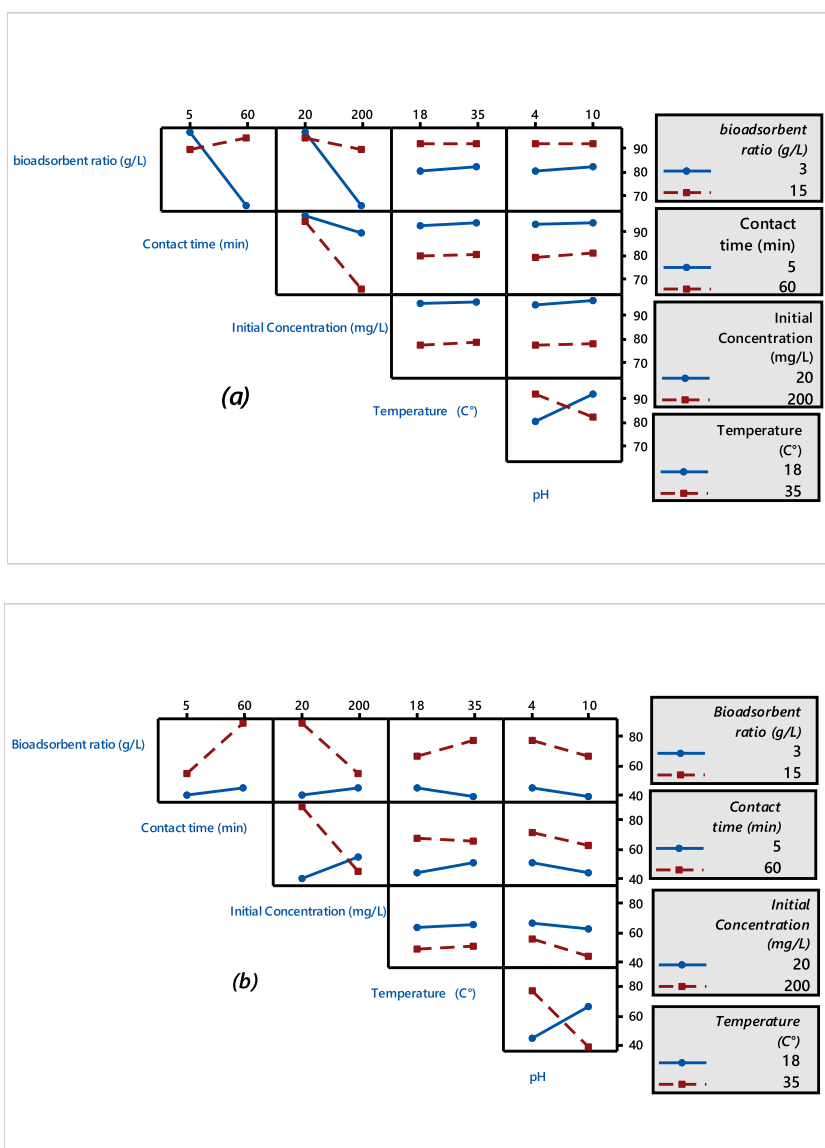 5 60 20 200 18 35 4 10
bioadsorbent ratio (g/L)
90
80
70
bioadsorbent
ratio (g/L)
3
15
Contact time (min)
90
80
70
Contact
time (min)
5
60
Initial Concentration (mg/L)
90
80
70
Initial
Concentration
(mg/L)
20
200
(a)
Temperature (C°)
90
80
70
Temperature
(C°)
18
35
pH
5 60 20 200 18 35 4 10
Bioadsorbent ratio (g/L)
80
60
40
Bioadsorbent
ratio (g/L)
3
15
Contact time (min)
80
60
40
Contact
time (min)
5
60
Initial Concentration (mg/L)
80
60
40
Initial
Concentration
(mg/L)
20
200
(b)
Temperature (C°)
80
60
40
Temperature
(C°)
18
35
pH